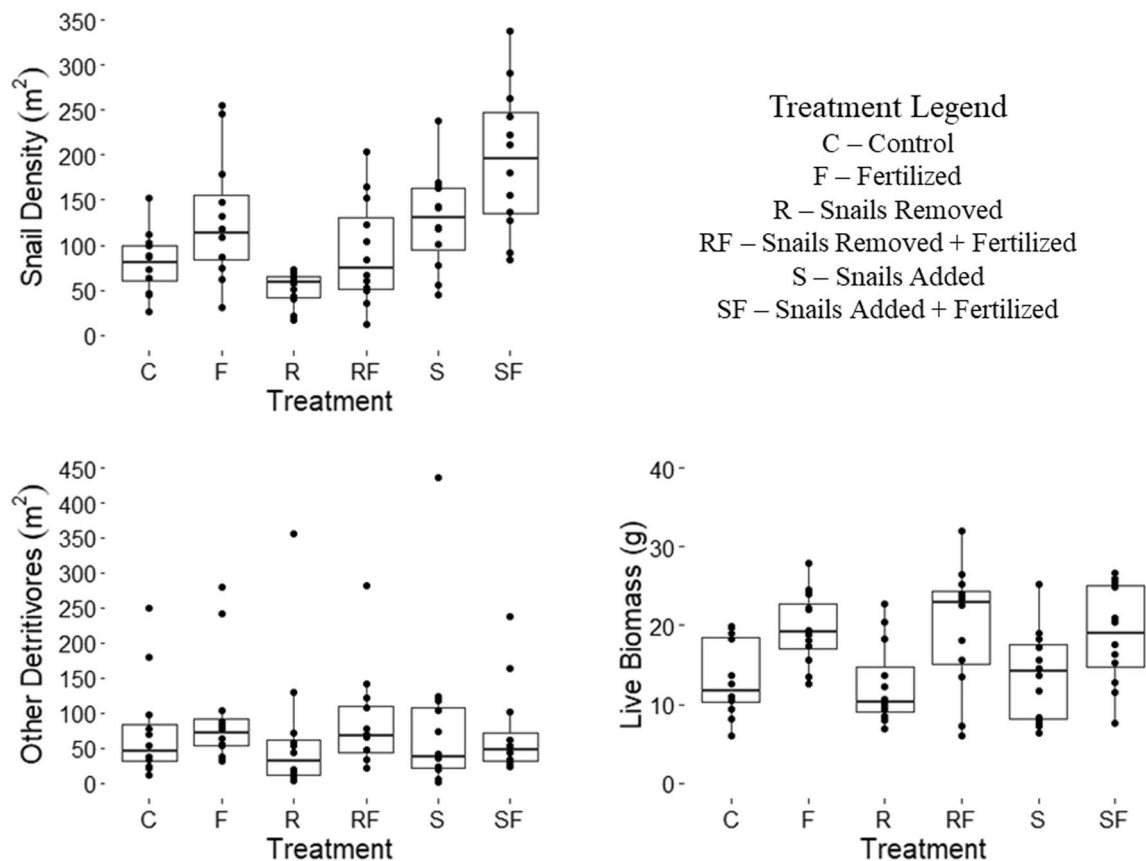 350-
300-
250-
200-
150-
100-
50-
0-
Snail Density (m²)
C F R RF S SF
Treatment
Treatment Legend
C – Control
F – Fertilized
R – Snails Removed
RF – Snails Removed + Fertilized
S – Snails Added
SF – Snails Added + Fertilized
450-
400-
350-
300-
250-
200-
150-
100-
50-
0-
Other Detritivores (m²)
C F R RF S SF
Treatment
40-
30-
20-
10-
0-
Live Biomass (g)
C F R RF S SF
Treatment